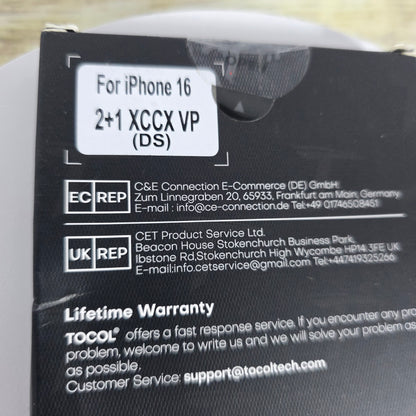 For iPhone 16
2+1 XCCX VP
(DS)
EC REP
C&E Connection E-Commerce (DE) GmbH
Zum Linnegraben 20, 65933, Frankfurt am Main, Germany
E-mail : info@ce-connection.de Tel:+49 01746508451
UK REP
CET Product Service Ltd.
Beacon House Stokenchurch Business Park,
Ibstone Rd,Stokenchurch High Wycombe HP14 3FE UK
E-mail:info.cetservice@gmail.com Tel:+447419325266
Lifetime Warranty
TOCOL® offers a fast response service. If you encounter any pro
problem, welcome to write us and we will solve your problem as
as possible.
Customer Service: support@tocoltech.com